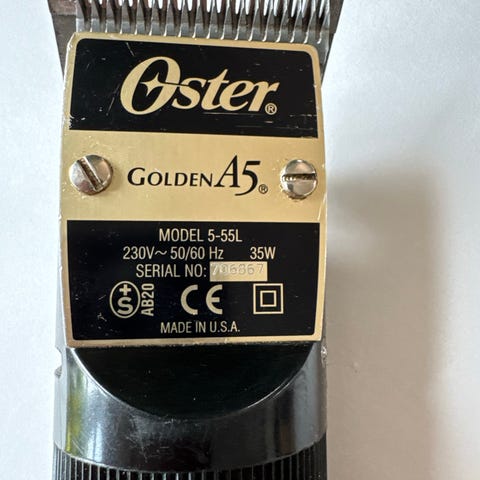 Oster®
GOLDEN A5®
MODEL 5-55L
230V~ 50/60 Hz 35W
SERIAL NO: 706867
+S AB20 CE
MADE IN U.S.A.